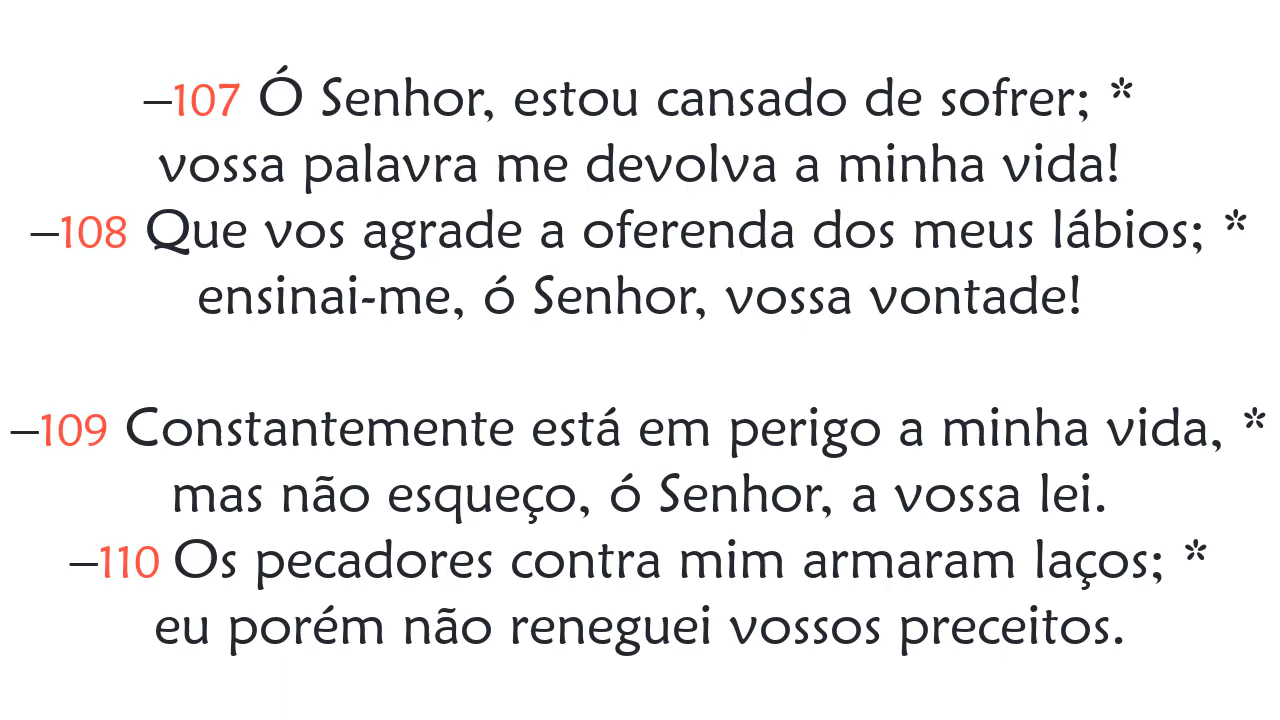 –107 Ó Senhor, estou cansado de sofrer; *
vossa palavra me devolva a minha vida!
–108 Que vos agrade a oferenda dos meus lábios; *
ensinai-me, ó Senhor, vossa vontade!
–109 Constantemente está em perigo a minha vida, *
mas não esqueço, ó Senhor, a vossa lei.
–110 Os pecadores contra mim armaram laços; *
eu porém não reneguei vossos preceitos.